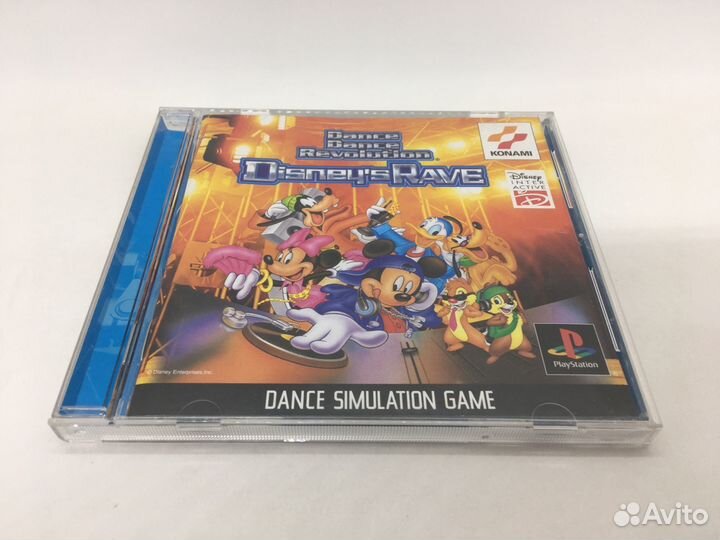 Dance
Dance
Revolution
Disney's RAVE
KONAMI
Disney
INTER
ACTIVE
© Disney Enterprises, Inc.
PlayStation
DANCE SIMULATION GAME
Avito